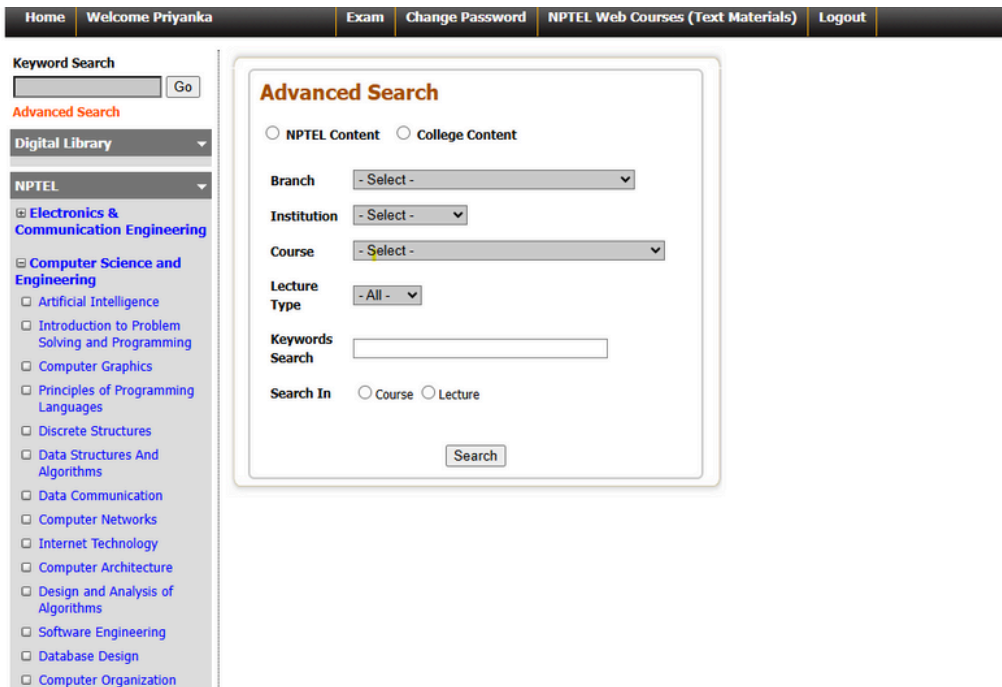 Home Welcome Priyanka Exam Change Password NPTEL Web Courses (Text Materials) Logout
Keyword Search
Go
Advanced Search
Digital Library
NPTEL
Electronics &
Communication Engineering
Computer Science and
Engineering
Artificial Intelligence
Introduction to Problem
Solving and Programming
Computer Graphics
Principles of Programming
Languages
Discrete Structures
Data Structures And
Algorithms
Data Communication
Computer Networks
Internet Technology
Computer Architecture
Design and Analysis of
Algorithms
Software Engineering
Database Design
Computer Organization
Advanced Search
NPTEL Content College Content
Branch - Select -
Institution - Select -
Course - Select -
Lecture
Type
- All -
Keywords
Search
Search In Course Lecture
Search